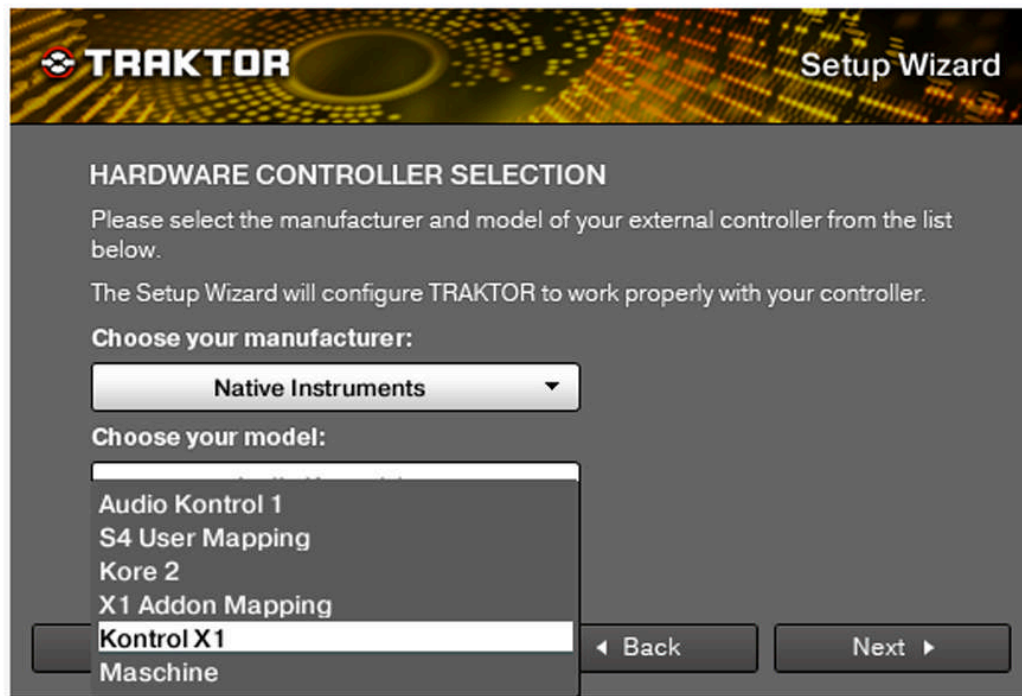 TRAKTOR
Setup Wizard
HARDWARE CONTROLLER SELECTION
Please select the manufacturer and model of your external controller from the list
below.
The Setup Wizard will configure TRAKTOR to work properly with your controller.
Choose your manufacturer:
Native Instruments
Choose your model:
Audio Kontrol 1
S4 User Mapping
Kore 2
X1 Addon Mapping
Kontrol X1
Maschine
Back
Next